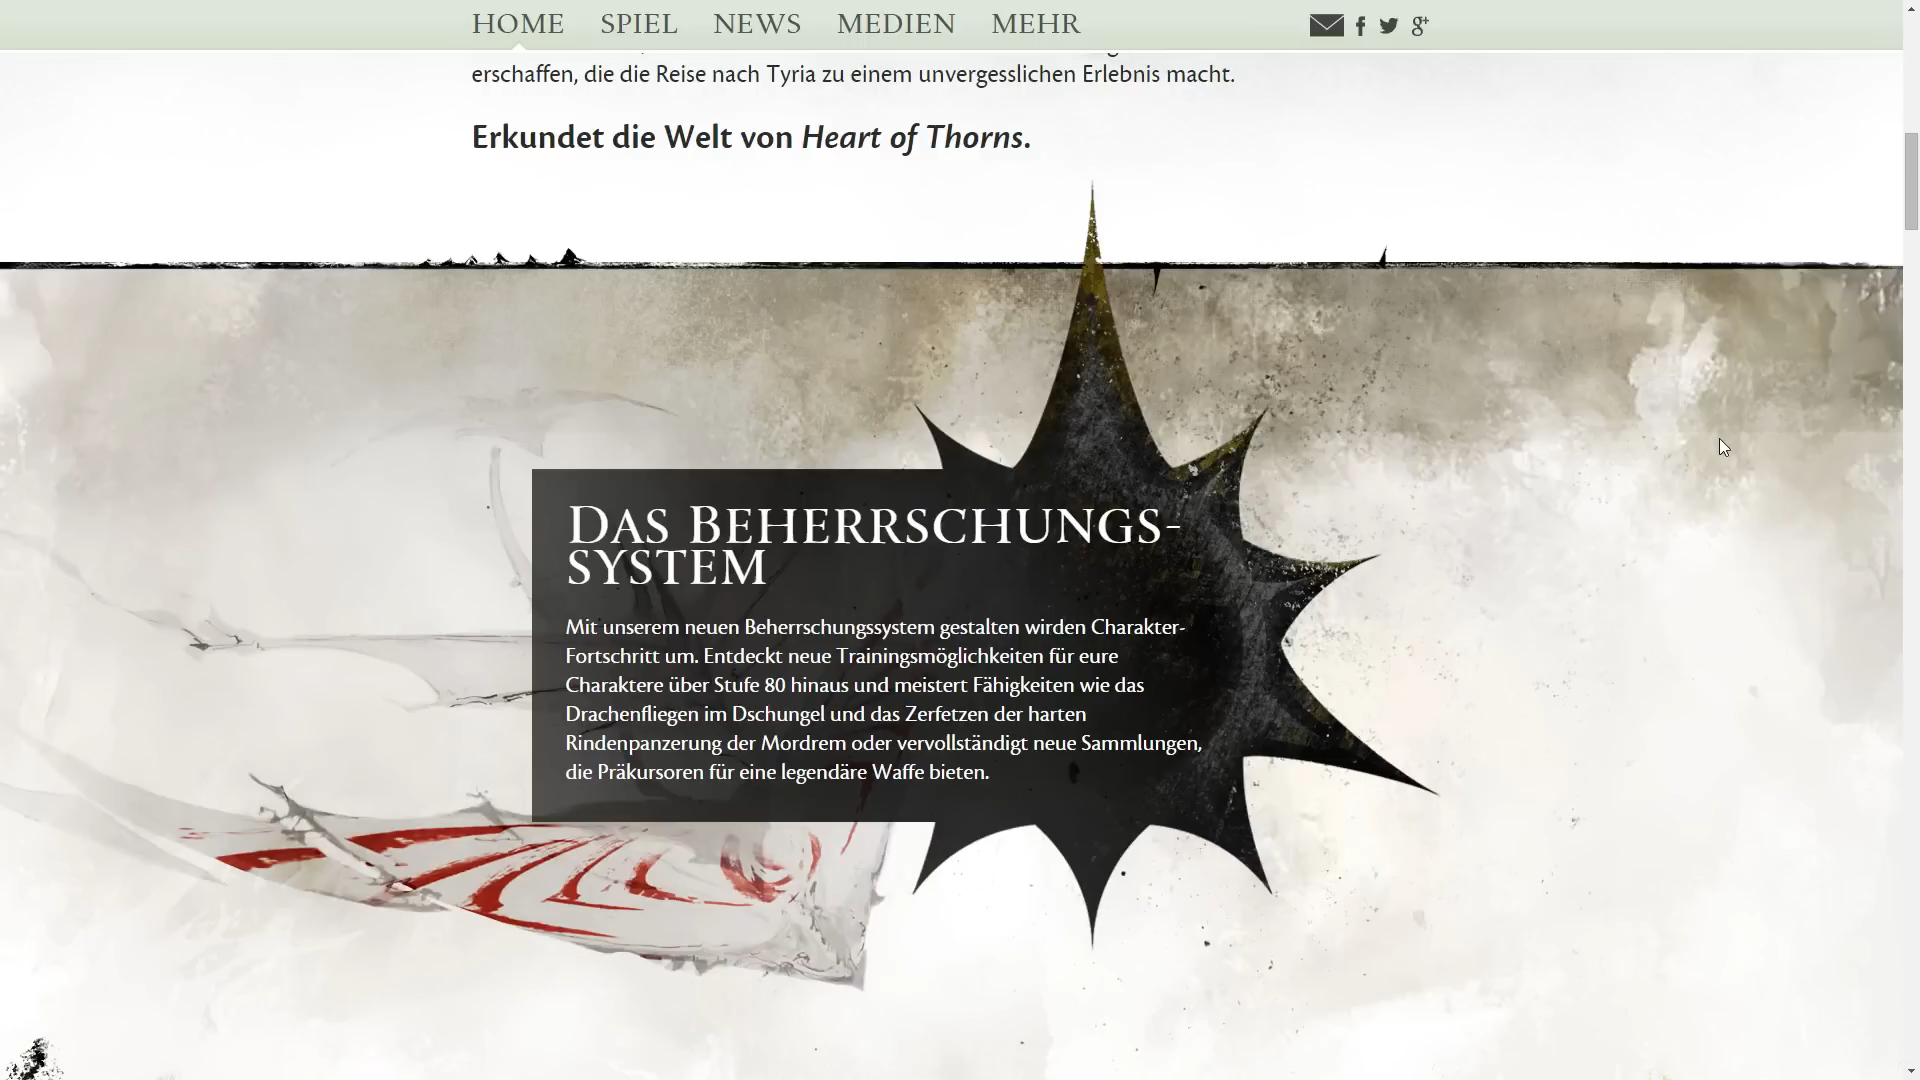 HOME SPIEL NEWS MEDIEN MEHR
erschaffen, die die Reise nach Tyria zu einem unvergesslichen Erlebnis macht.
Erkundet die Welt von Heart of Thorns.
DAS BEHERRSCHUNGS-
SYSTEM
Mit unserem neuen Beherrschungssystem gestalten wirden Charakter-
Fortschritt um. Entdeckt neue Trainingsmöglichkeiten für eure
Charaktere über Stufe 80 hinaus und meistert Fähigkeiten wie das
Drachenfliegen im Dschungel und das Zerfetzen der harten
Rindenpanzerung der Mordrem oder vervollständigt neue Sammlungen,
die Präkursoren für eine legendäre Waffe bieten.